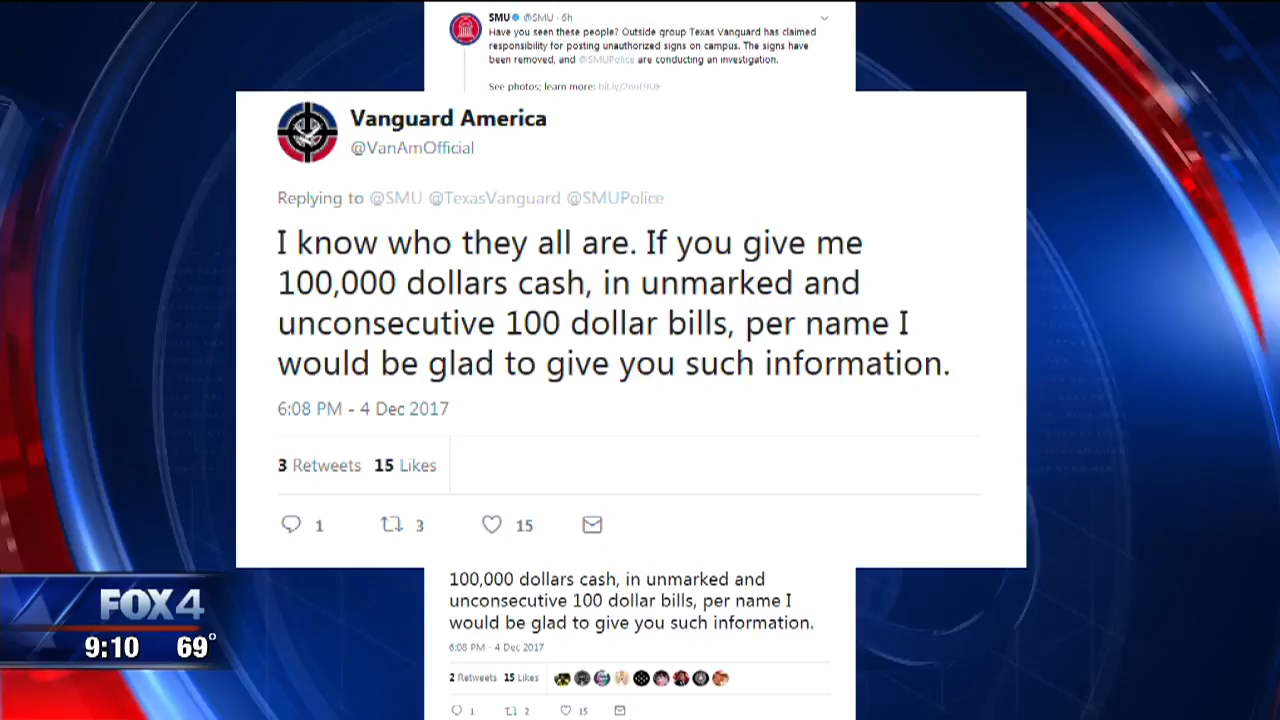 SMU @SMU · 6h
Have you seen these people? Outside group Texas Vanguard has claimed
responsibility for posting unauthorized signs on campus. The signs have
been removed, and @SMUPolice are conducting an investigation.
See photos; learn more:
Vanguard America
@VanAmOfficial
Replying to @SMU @TexasVanguard @SMUPolice
I know who they all are. If you give me
100,000 dollars cash, in unmarked and
unconsecutive 100 dollar bills, per name I
would be glad to give you such information.
6:08 PM - 4 Dec 2017
3 Retweets 15 Likes
1 3 15
100,000 dollars cash, in unmarked and
unconsecutive 100 dollar bills, per name I
would be glad to give you such information.
6:08 PM - 4 Dec 2017
2 Retweets 15 Likes
1 2 15
FOX 4
9:10 69°